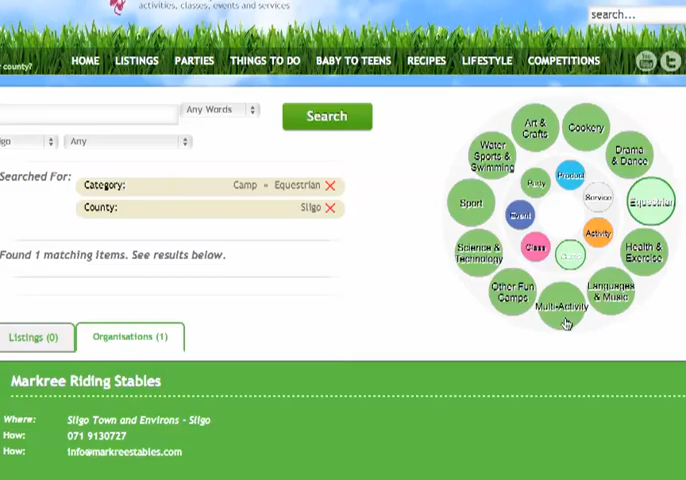 activities, classes, events and services
search...
county?
HOME LISTINGS PARTIES THINGS TO DO BABY TO TEENS RECIPES LIFESTYLE COMPETITIONS
You
Any Words
Search
Any
Searched For:
Category: Camp » Equestrian
County: Sligo
Found 1 matching items. See results below.
Art & Crafts
Cookery
Drama & Dance
Equestrian
Health & Exercise
Languages & Music
Multi-Activity
Other Fun Camps
Science & Technology
Sport
Water Sports & Swimming
Party
Product
Service
Activity
Class
Event
Listings (0)
Organisations (1)
Markree Riding Stables
Where: Sligo Town and Environs - Sligo
How: 071 9130727
How: info@markreestables.com